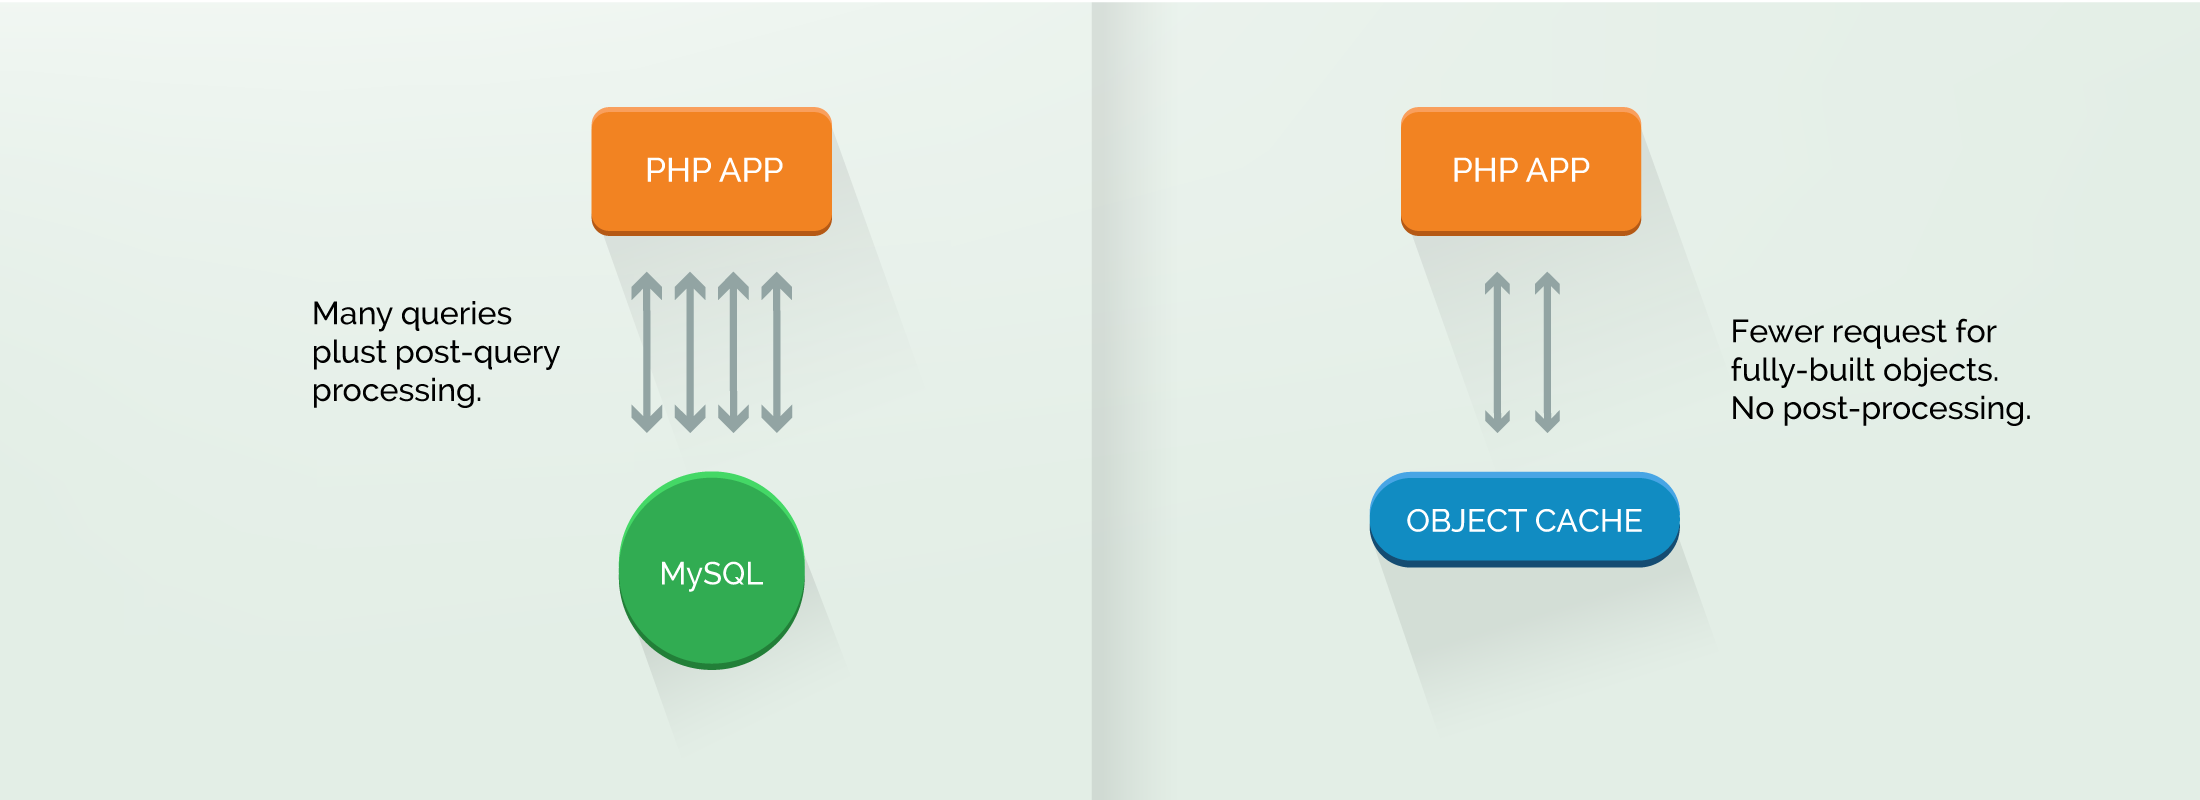 PHP APP
Many queries
plust post-query
processing.
MySQL
PHP APP
Fewer request for
fully-built objects.
No post-processing.
OBJECT CACHE